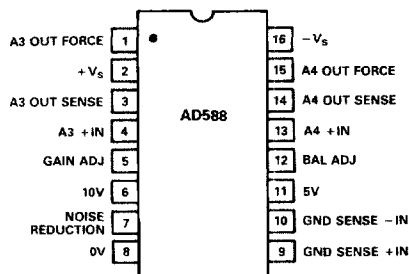 A3 OUT FORCE 1 16 −VS
+VS 2 15 A4 OUT FORCE
A3 OUT SENSE 3 14 A4 OUT SENSE
AD588
A3 +IN 4 13 A4 +IN
GAIN ADJ 5 12 BAL ADJ
10V 6 11 5V
NOISE
REDUCTION 7 10 GND SENSE −IN
0V 8 9 GND SENSE +IN